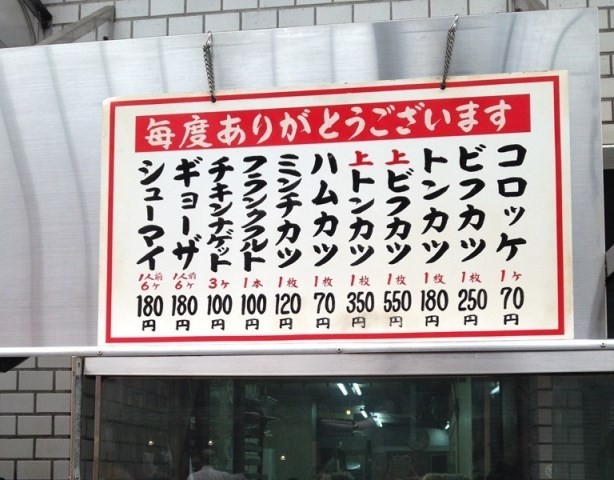 毎度ありがとうございます
コロッケ 1ヶ 70円
ビフカツ 1枚 250円
トンカツ 1枚 180円
上ビフカツ 1枚 550円
上トンカツ 1枚 350円
ハムカツ 1枚 70円
ミンチカツ 1枚 120円
フランクフルト 1本 100円
チキンナゲット 3ヶ 100円
ギョーザ 1人前6ヶ 180円
シューマイ 1人前6ヶ 180円